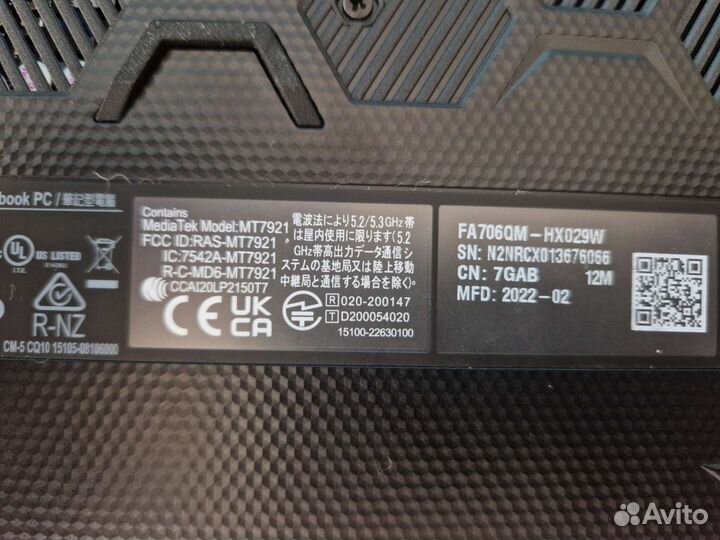 book PC / 筆記型電腦
UL US LISTED
I.T.E.
R-NZ
CM-5 CQ10 15105-08106000
Contains
MediaTek Model:MT7921
FCC ID:RAS-MT7921
IC:7542A-MT7921
R-C-MD6-MT7921
CCAI20LP2150T7
UK
CA
CE
電波法により5.2/5.3GHz帯
は屋内使用に限ります(5.2
GHz帯高出力データ通信シ
ステムの基地局又は陸上移動
中継局と通信する場合を除く)
R 020-200147
T D200054020
15100-22630100
FA706QM-HX029W
SN: N2NRCX013676066
CN: 7GAB 12M
MFD: 2022-02
Avito